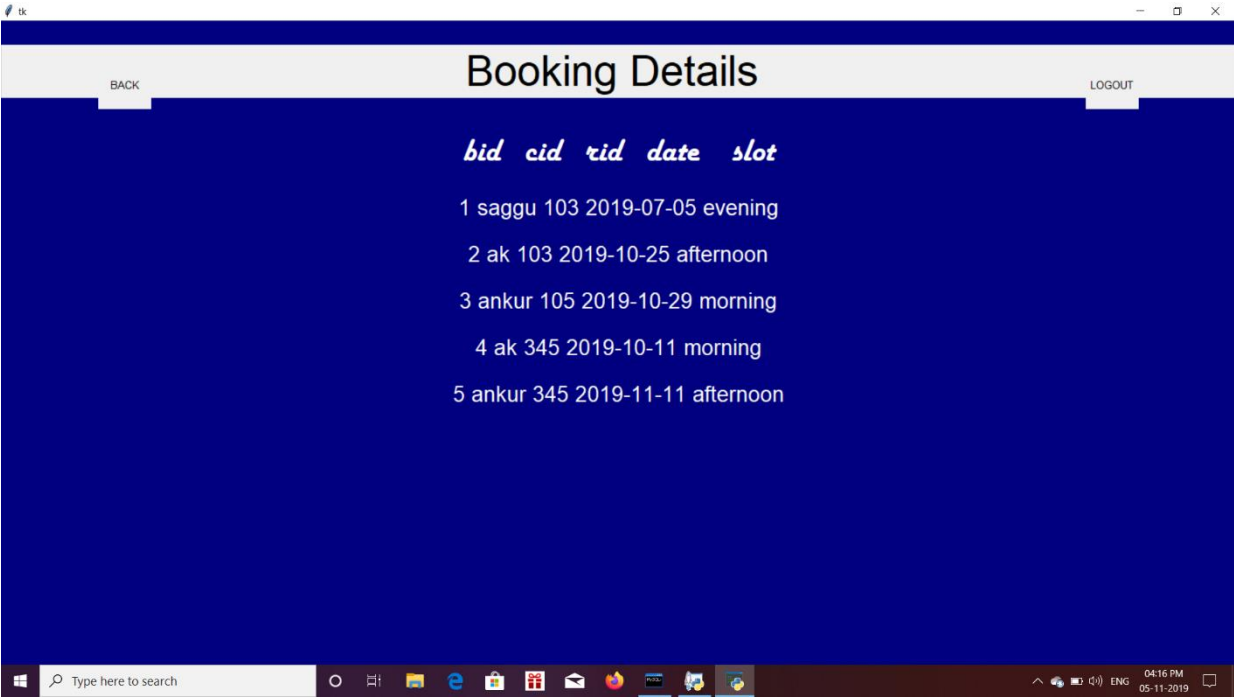 tk
Booking Details
BACK
LOGOUT
bid cid rid date slot
1 saggu 103 2019-07-05 evening
2 ak 103 2019-10-25 afternoon
3 ankur 105 2019-10-29 morning
4 ak 345 2019-10-11 morning
5 ankur 345 2019-11-11 afternoon
Type here to search
ENG
04:16 PM
05-11-2019